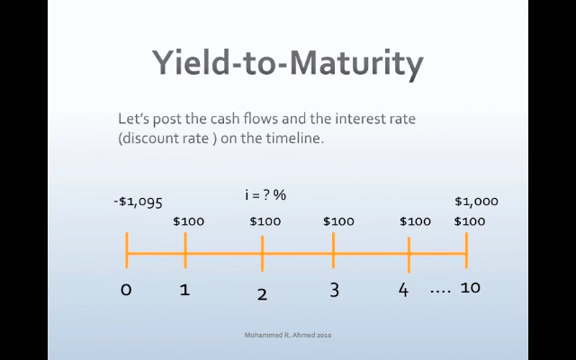 Yield-to-Maturity
Let's post the cash flows and the interest rate
(discount rate ) on the timeline.
-$1,095 i = ? % $1,000
$100 $100 $100 $100 $100
0 1 2 3 4 .... 10
Mohammed R. Ahmed 2010